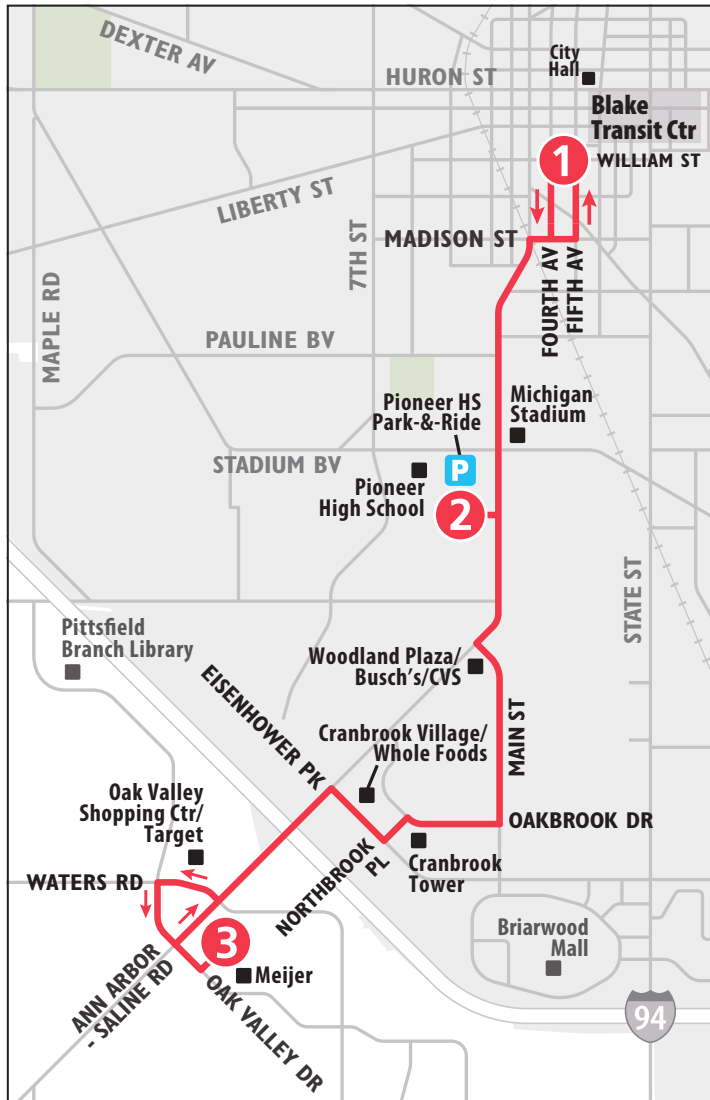 DEXTER AV
City
Hall
HURON ST
Blake
Transit Ctr
1
WILLIAM ST
LIBERTY ST
7TH ST
MADISON ST
FOURTH AV
FIFTH AV
MAPLE RD
PAULINE BV
Pioneer HS
Park-&-Ride
Michigan
Stadium
STADIUM BV
P
Pioneer
High School
2
STATE ST
Pittsfield
Branch Library
Woodland Plaza/
Busch's/CVS
EISENHOWER PK
MAIN ST
Cranbrook Village/
Whole Foods
Oak Valley
Shopping Ctr/
Target
OAKBROOK DR
NORTHBROOK
PL
Cranbrook
Tower
WATERS RD
3
Briarwood
Mall
Meijer
ANN ARBOR
- SALINE RD
OAK VALLEY DR
94